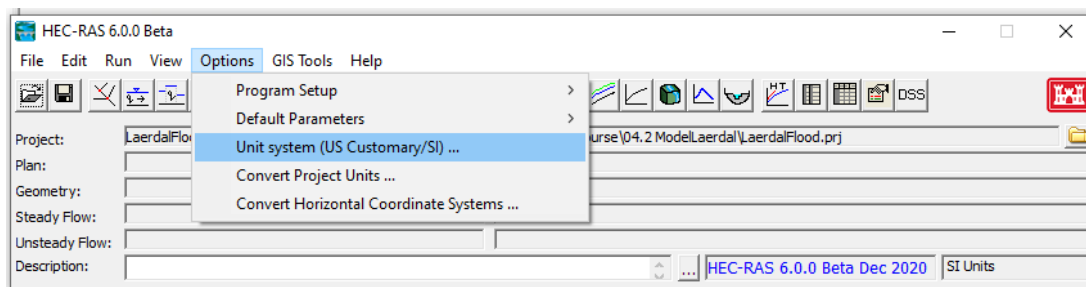 HEC-RAS 6.0.0 Beta
File Edit Run View Options GIS Tools Help
Program Setup
Default Parameters
Unit system (US Customary/SI) ...
Convert Project Units ...
Convert Horizontal Coordinate Systems ...
HT
DSS
Project: LaerdalFlo urse\04.2 ModelLaerdal\LaerdalFlood.prj
Plan:
Geometry:
Steady Flow:
Unsteady Flow:
Description: ... HEC-RAS 6.0.0 Beta Dec 2020 SI Units